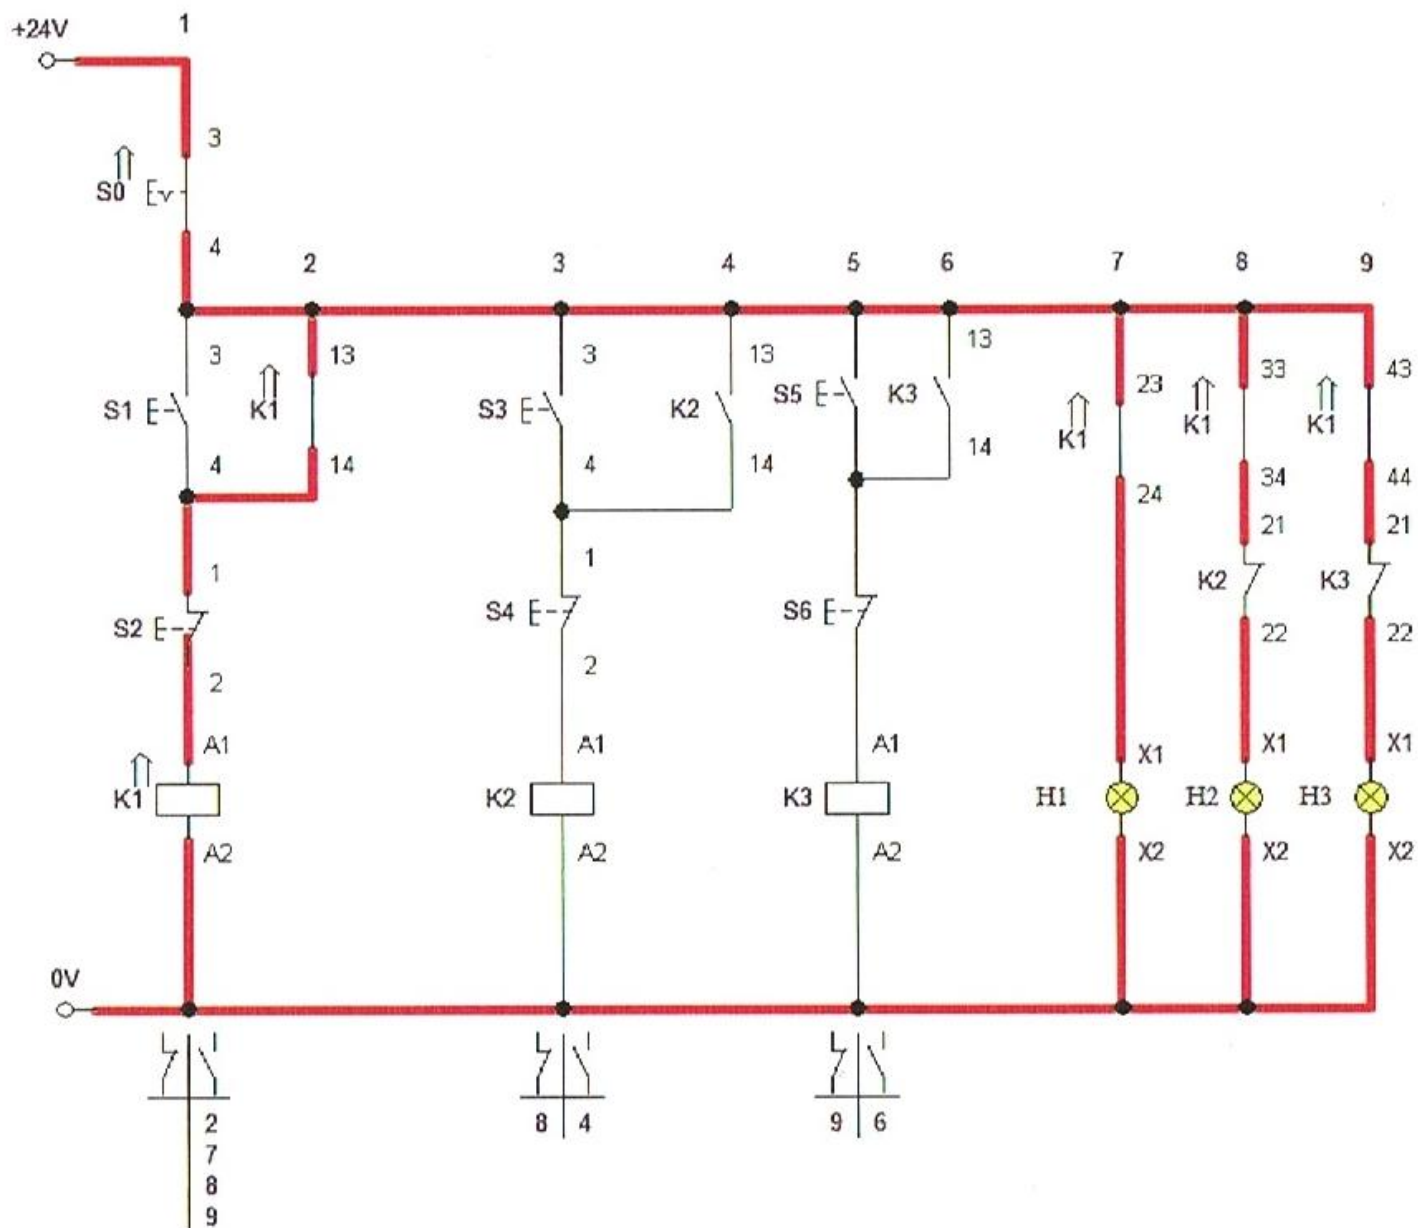 +24V 1
3
S0
4
2 3 4 5 6 7 8 9
3 13 3 13 13 23 33 43
S1 K1 S3 K2 S5 K3 K1 K1 K1
4 14 4 14 14 24 34 44
21 21
1 1 K2 K3
S2 S4 S6 22 22
2 2
A1 A1 A1 X1 X1 X1
K1 K2 K3 H1 H2 H3
A2 A2 A2 X2 X2 X2
0V
2 8 4 9 6
7
8
9